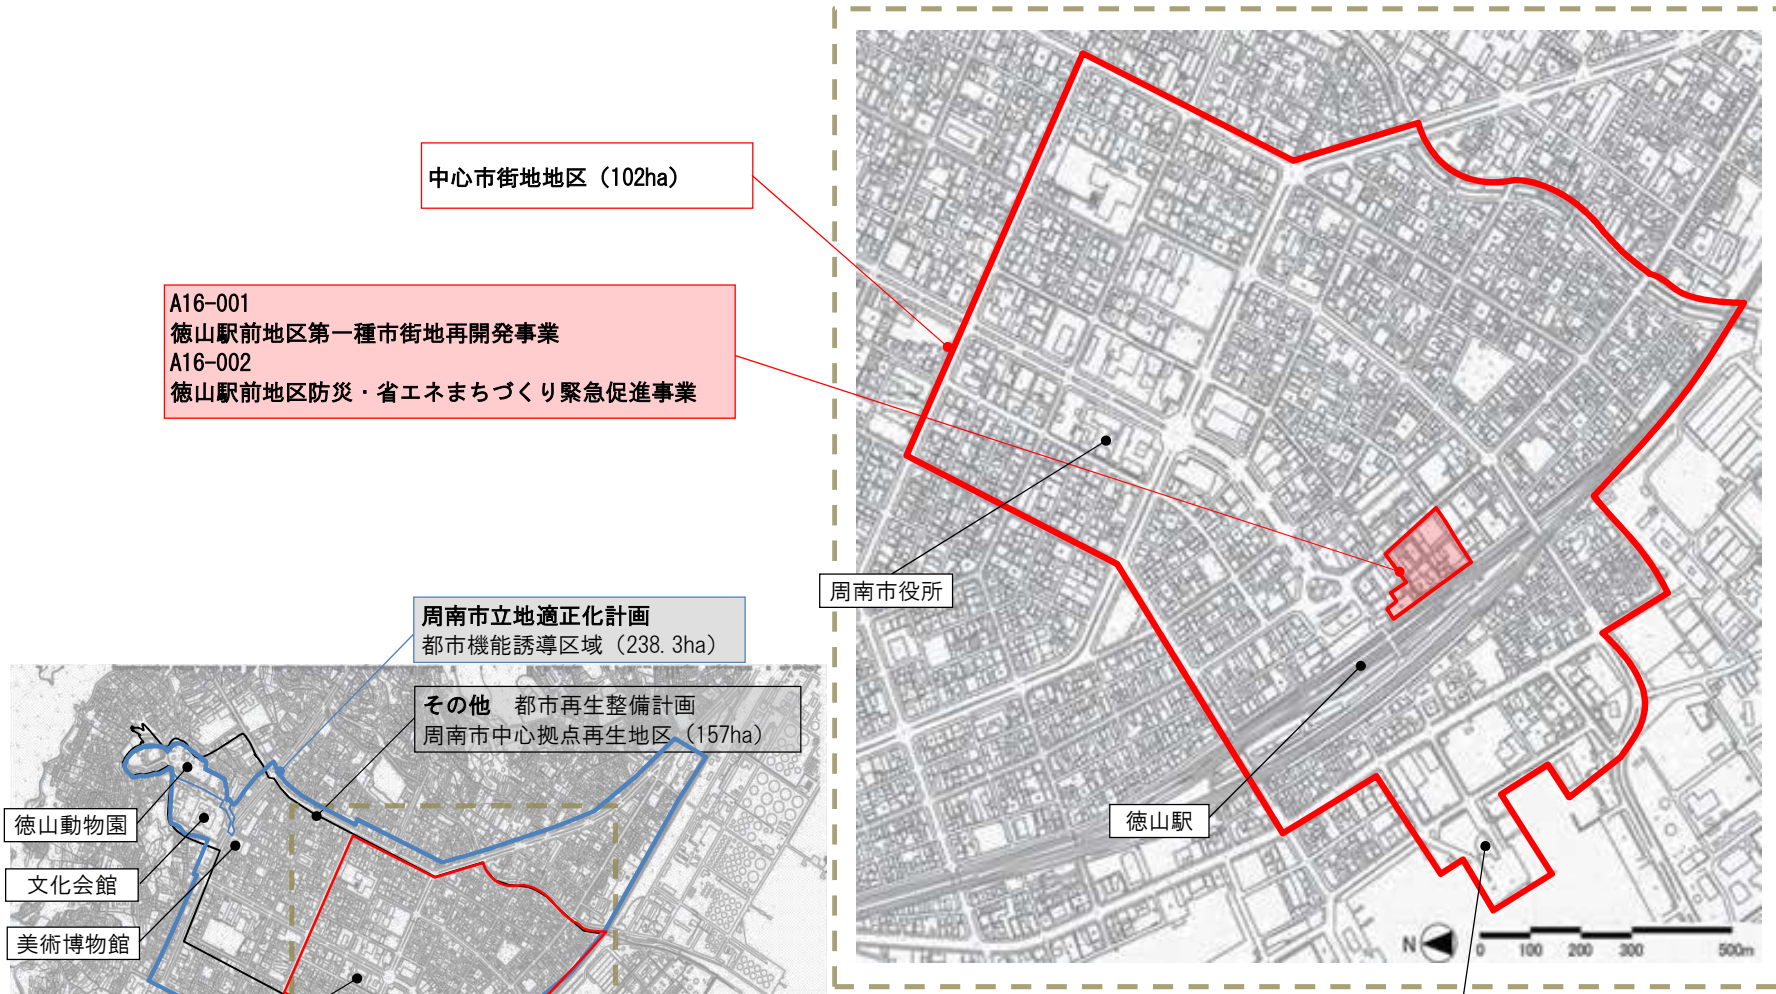 中心市街地地区（102ha）
A16-001
徳山駅前地区第一種市街地再開発事業
A16-002
徳山駅前地区防災・省エネまちづくり緊急促進事業
周南市役所
周南市立地適正化計画
都市機能誘導区域（238.3ha）
その他　都市再生整備計画
周南市中心拠点再生地区（157ha）
徳山動物園
文化会館
美術博物館
徳山駅
N
0 100 200 300 500m